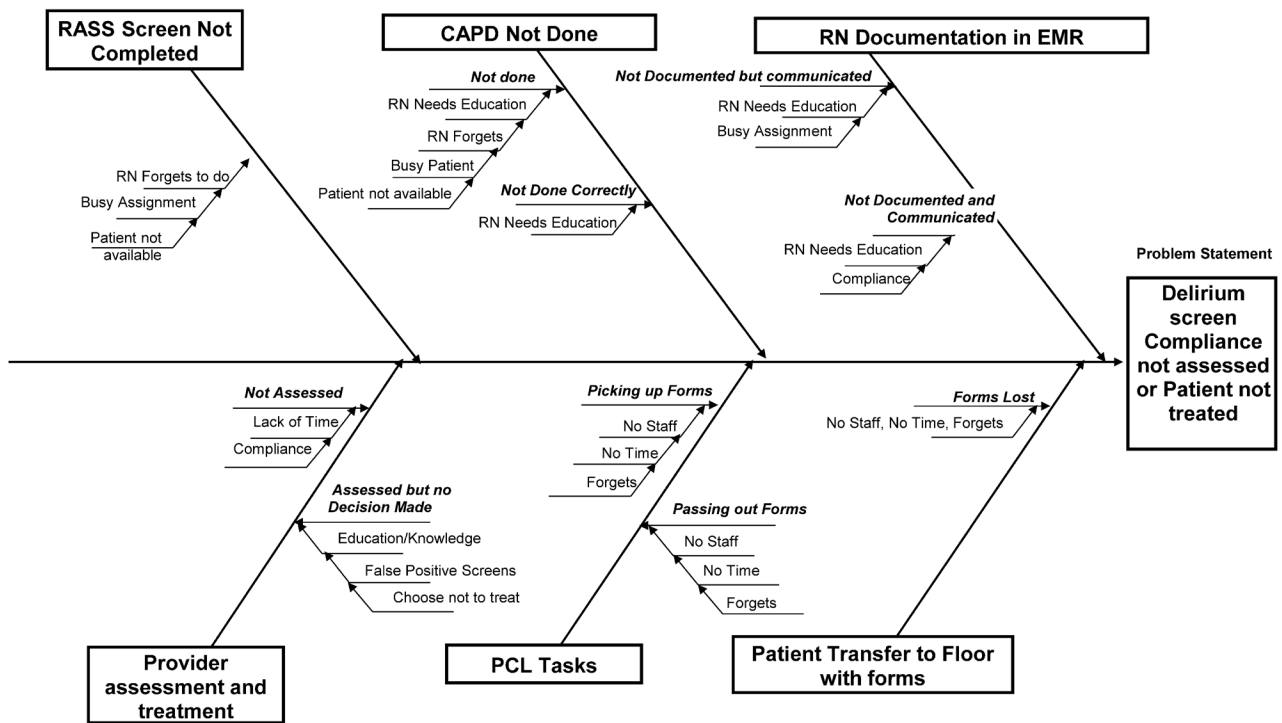 RASS Screen Not
Completed
CAPD Not Done
RN Documentation in EMR
RN Forgets to do
Busy Assignment
Patient not
available
Not done
RN Needs Education
RN Forgets
Busy Patient
Patient not available
Not Done Correctly
RN Needs Education
Not Documented but communicated
RN Needs Education
Busy Assignment
Not Documented and
Communicated
RN Needs Education
Compliance
Problem Statement
Delirium
screen
Compliance
not assessed
or Patient not
treated
Not Assessed
Lack of Time
Compliance
Assessed but no
Decision Made
Education/Knowledge
False Positive Screens
Choose not to treat
Picking up Forms
No Staff
No Time
Forgets
Passing out Forms
No Staff
No Time
Forgets
Forms Lost
No Staff, No Time, Forgets
Provider
assessment and
treatment
PCL Tasks
Patient Transfer to Floor
with forms